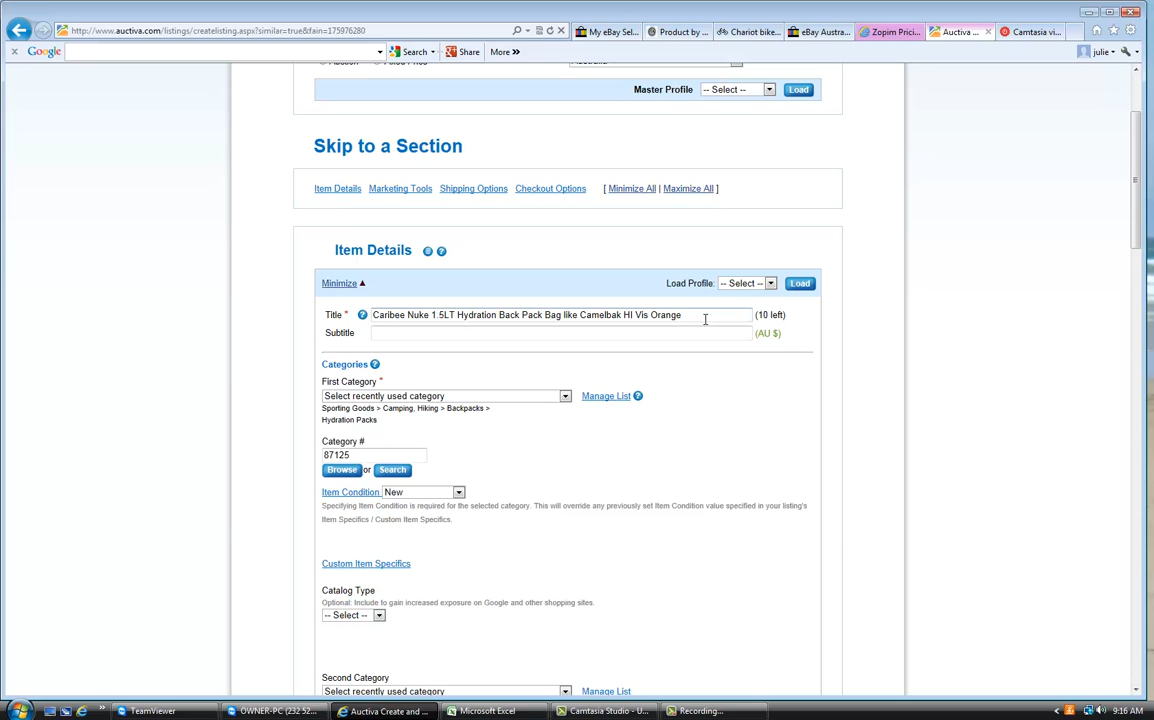 http://www.auctiva.com/listings/createlisting.aspx?similar=true&fain=175976280
My eBay Sel...
Product by ...
Chariot bike...
eBay Austra...
Zopim Prici...
Auctiva ...
Camtasia vi...
Google
Search
Share
More »
julie
Master Profile
-- Select --
Load
Skip to a Section
Item Details
Marketing Tools
Shipping Options
Checkout Options
[ Minimize All | Maximize All ]
Item Details
Minimize
Load Profile:
-- Select --
Load
Title *
Caribee Nuke 1.5LT Hydration Back Pack Bag like Camelbak HI Vis Orange
(10 left)
Subtitle
(AU $)
Categories
First Category *
Select recently used category
Manage List
Sporting Goods > Camping, Hiking > Backpacks >
Hydration Packs
Category #
87125
Browse or Search
Item Condition
New
Specifying Item Condition is required for the selected category. This will override any previously set Item Condition value specified in your listing's
Item Specifics / Custom Item Specifics.
Custom Item Specifics
Catalog Type
Optional: Include to gain increased exposure on Google and other shopping sites.
-- Select --
Second Category
Select recently used category
Manage List
TeamViewer
OWNER-PC (232 52...
Auctiva Create and ...
Microsoft Excel
Camtasia Studio - U...
Recording...
9:16 AM